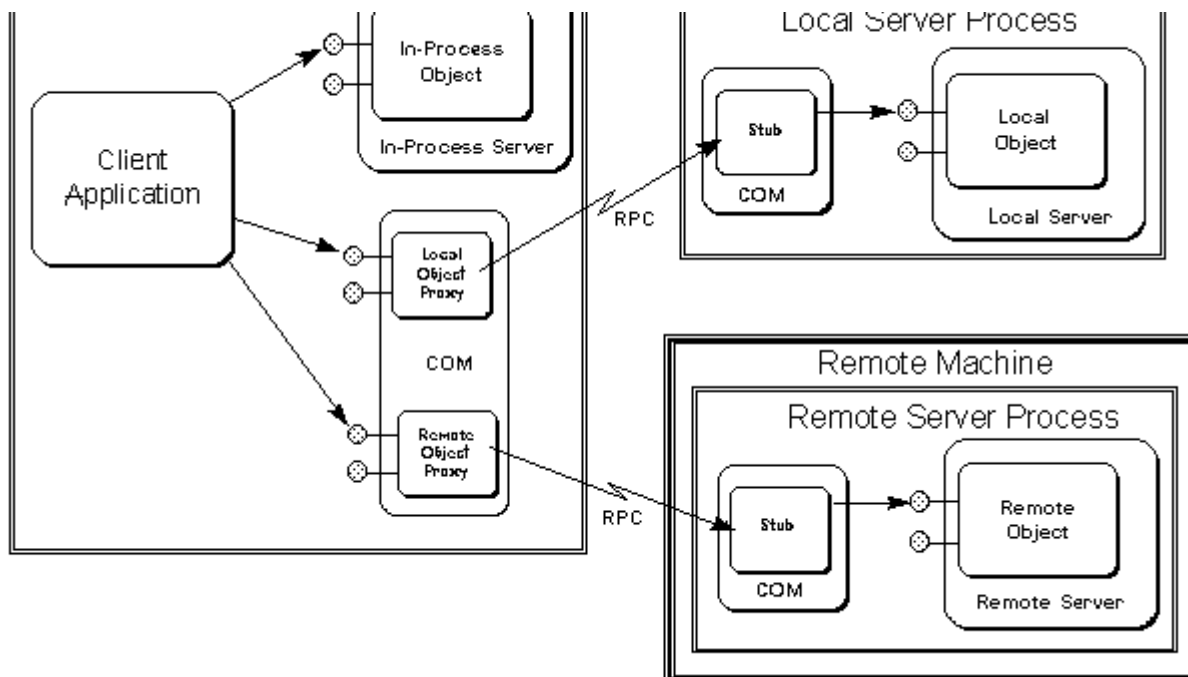 In-Process
Object
In-Process Server
Client
Application
Local
Object
Proxy
COM
Remote
Object
Proxy
RPC
RPC
Local Server Process
Stub
COM
Local
Object
Local Server
Remote Machine
Remote Server Process
Stub
COM
Remote
Object
Remote Server